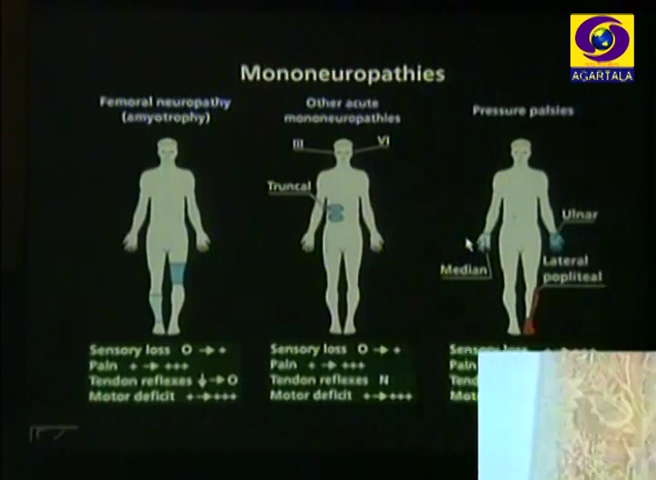 AGARTALA
Mononeuropathies
Femoral neuropathy
(amyotrophy)
Other acute
mononeuropathies
Pressure palsies
III
VI
Truncal
Ulnar
Median
Lateral
popliteal
Sensory loss O → +
Pain + → +++
Tendon reflexes ↓ → O
Motor deficit + → +++
Sensory loss O → +
Pain + → +++
Tendon reflexes N
Motor deficit + → +++
Pain